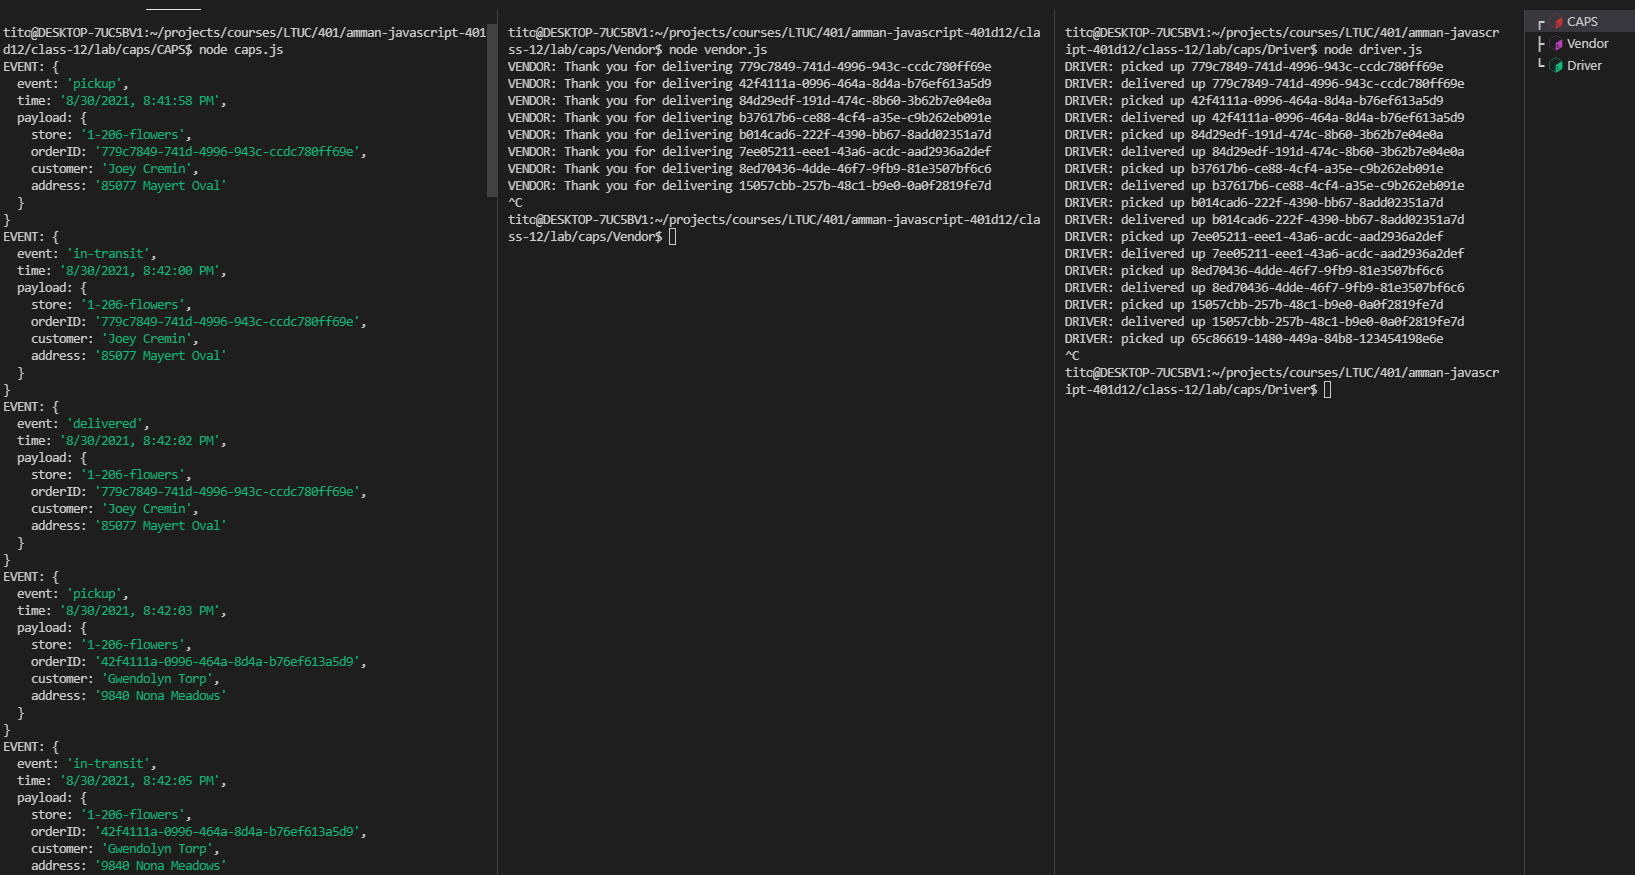 titq@DESKTOP-7UC5BV1:~/projects/courses/LTUC/401/amman-javascript-401
d12/class-12/lab/caps/CAPS$ node caps.js
EVENT: {
  event: 'pickup',
  time: '8/30/2021, 8:41:58 PM',
  payload: {
    store: '1-206-flowers',
    orderID: '779c7849-741d-4996-943c-ccdc780ff69e',
    customer: 'Joey Cremin',
    address: '85077 Mayert Oval'
  }
}
EVENT: {
  event: 'in-transit',
  time: '8/30/2021, 8:42:00 PM',
  payload: {
    store: '1-206-flowers',
    orderID: '779c7849-741d-4996-943c-ccdc780ff69e',
    customer: 'Joey Cremin',
    address: '85077 Mayert Oval'
  }
}
EVENT: {
  event: 'delivered',
  time: '8/30/2021, 8:42:02 PM',
  payload: {
    store: '1-206-flowers',
    orderID: '779c7849-741d-4996-943c-ccdc780ff69e',
    customer: 'Joey Cremin',
    address: '85077 Mayert Oval'
  }
}
EVENT: {
  event: 'pickup',
  time: '8/30/2021, 8:42:03 PM',
  payload: {
    store: '1-206-flowers',
    orderID: '42f4111a-0996-464a-8d4a-b76ef613a5d9',
    customer: 'Gwendolyn Torp',
    address: '9840 Nona Meadows'
  }
}
EVENT: {
  event: 'in-transit',
  time: '8/30/2021, 8:42:05 PM',
  payload: {
    store: '1-206-flowers',
    orderID: '42f4111a-0996-464a-8d4a-b76ef613a5d9',
    customer: 'Gwendolyn Torp',
    address: '9840 Nona Meadows'
titq@DESKTOP-7UC5BV1:~/projects/courses/LTUC/401/amman-javascript-401d12/cla
ss-12/lab/caps/Vendor$ node vendor.js
VENDOR: Thank you for delivering 779c7849-741d-4996-943c-ccdc780ff69e
VENDOR: Thank you for delivering 42f4111a-0996-464a-8d4a-b76ef613a5d9
VENDOR: Thank you for delivering 84d29edf-191d-474c-8b60-3b62b7e04e0a
VENDOR: Thank you for delivering b37617b6-ce88-4cf4-a35e-c9b262eb091e
VENDOR: Thank you for delivering b014cad6-222f-4390-bb67-8add02351a7d
VENDOR: Thank you for delivering 7ee05211-eee1-43a6-acdc-aad2936a2def
VENDOR: Thank you for delivering 8ed70436-4dde-46f7-9fb9-81e3507bf6c6
VENDOR: Thank you for delivering 15057cbb-257b-48c1-b9e0-0a0f2819fe7d
^C
titq@DESKTOP-7UC5BV1:~/projects/courses/LTUC/401/amman-javascript-401d12/cla
ss-12/lab/caps/Vendor$
titq@DESKTOP-7UC5BV1:~/projects/courses/LTUC/401/amman-javascr
ipt-401d12/class-12/lab/caps/Driver$ node driver.js
DRIVER: picked up 779c7849-741d-4996-943c-ccdc780ff69e
DRIVER: delivered up 779c7849-741d-4996-943c-ccdc780ff69e
DRIVER: picked up 42f4111a-0996-464a-8d4a-b76ef613a5d9
DRIVER: delivered up 42f4111a-0996-464a-8d4a-b76ef613a5d9
DRIVER: picked up 84d29edf-191d-474c-8b60-3b62b7e04e0a
DRIVER: delivered up 84d29edf-191d-474c-8b60-3b62b7e04e0a
DRIVER: picked up b37617b6-ce88-4cf4-a35e-c9b262eb091e
DRIVER: delivered up b37617b6-ce88-4cf4-a35e-c9b262eb091e
DRIVER: picked up b014cad6-222f-4390-bb67-8add02351a7d
DRIVER: delivered up b014cad6-222f-4390-bb67-8add02351a7d
DRIVER: picked up 7ee05211-eee1-43a6-acdc-aad2936a2def
DRIVER: delivered up 7ee05211-eee1-43a6-acdc-aad2936a2def
DRIVER: picked up 8ed70436-4dde-46f7-9fb9-81e3507bf6c6
DRIVER: delivered up 8ed70436-4dde-46f7-9fb9-81e3507bf6c6
DRIVER: picked up 15057cbb-257b-48c1-b9e0-0a0f2819fe7d
DRIVER: delivered up 15057cbb-257b-48c1-b9e0-0a0f2819fe7d
DRIVER: picked up 65c86619-1480-449a-84b8-123454198e6e
^C
titq@DESKTOP-7UC5BV1:~/projects/courses/LTUC/401/amman-javascr
ipt-401d12/class-12/lab/caps/Driver$
CAPS
Vendor
Driver